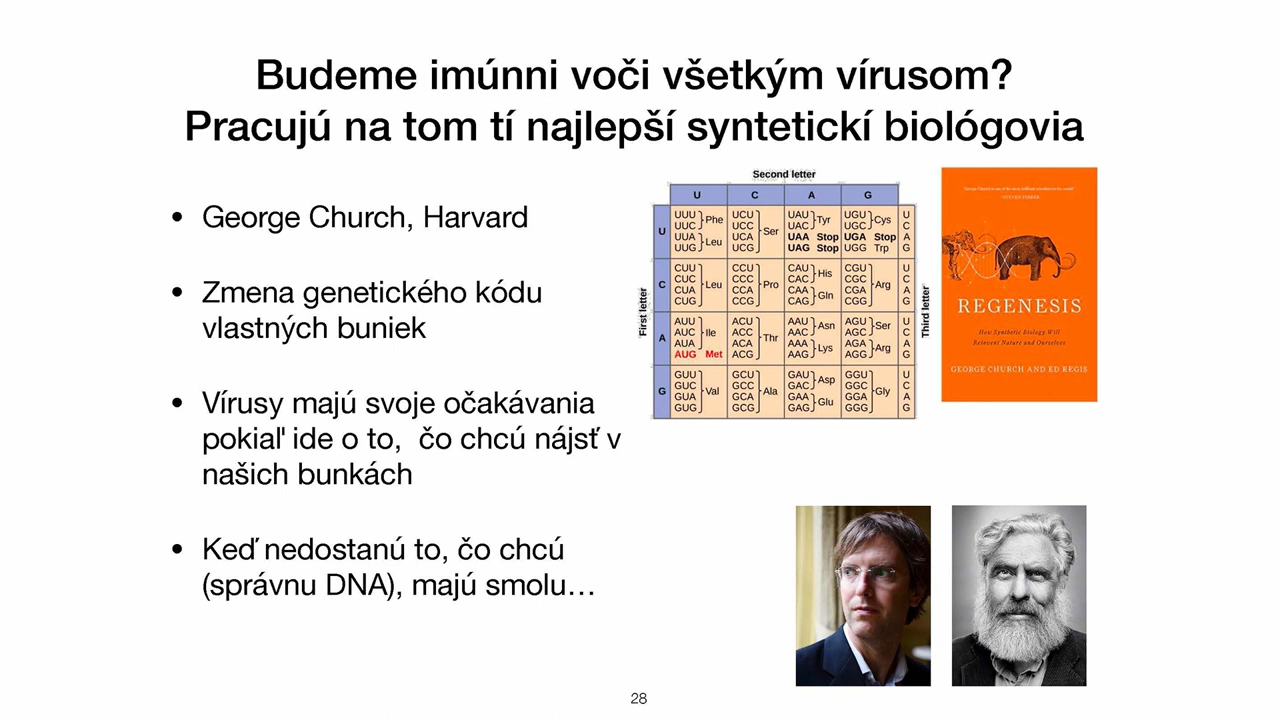 Budeme imúnni voči všetkým vírusom?
Pracujú na tom tí najlepší syntetickí biológovia
• George Church, Harvard
• Zmena genetického kódu
vlastných buniek
• Vírusy majú svoje očakávania
pokiaľ ide o to, čo chcú nájsť v
našich bunkách
• Keď nedostanú to, čo chcú
(správnu DNA), majú smolu…
Second letter
U C A G
First letter
U
UUU UUC Phe
UUA UUG Leu
UCU UCC UCA UCG Ser
UAU UAC Tyr
UAA Stop
UAG Stop
UGU UGC Cys
UGA Stop
UGG Trp
U C A G
C
CUU CUC CUA CUG Leu
CCU CCC CCA CCG Pro
CAU CAC His
CAA CAG Gln
CGU CGC CGA CGG Arg
U C A G
A
AUU AUC AUA Ile
AUG Met
ACU ACC ACA ACG Thr
AAU AAC Asn
AAA AAG Lys
AGU AGC Ser
AGA AGG Arg
U C A G
G
GUU GUC GUA GUG Val
GCU GCC GCA GCG Ala
GAU GAC Asp
GAA GAG Glu
GGU GGC GGA GGG Gly
U C A G
Third letter
REGENESIS
How Synthetic Biology Will
Reinvent Nature and Ourselves
GEORGE CHURCH AND ED REGIS
28